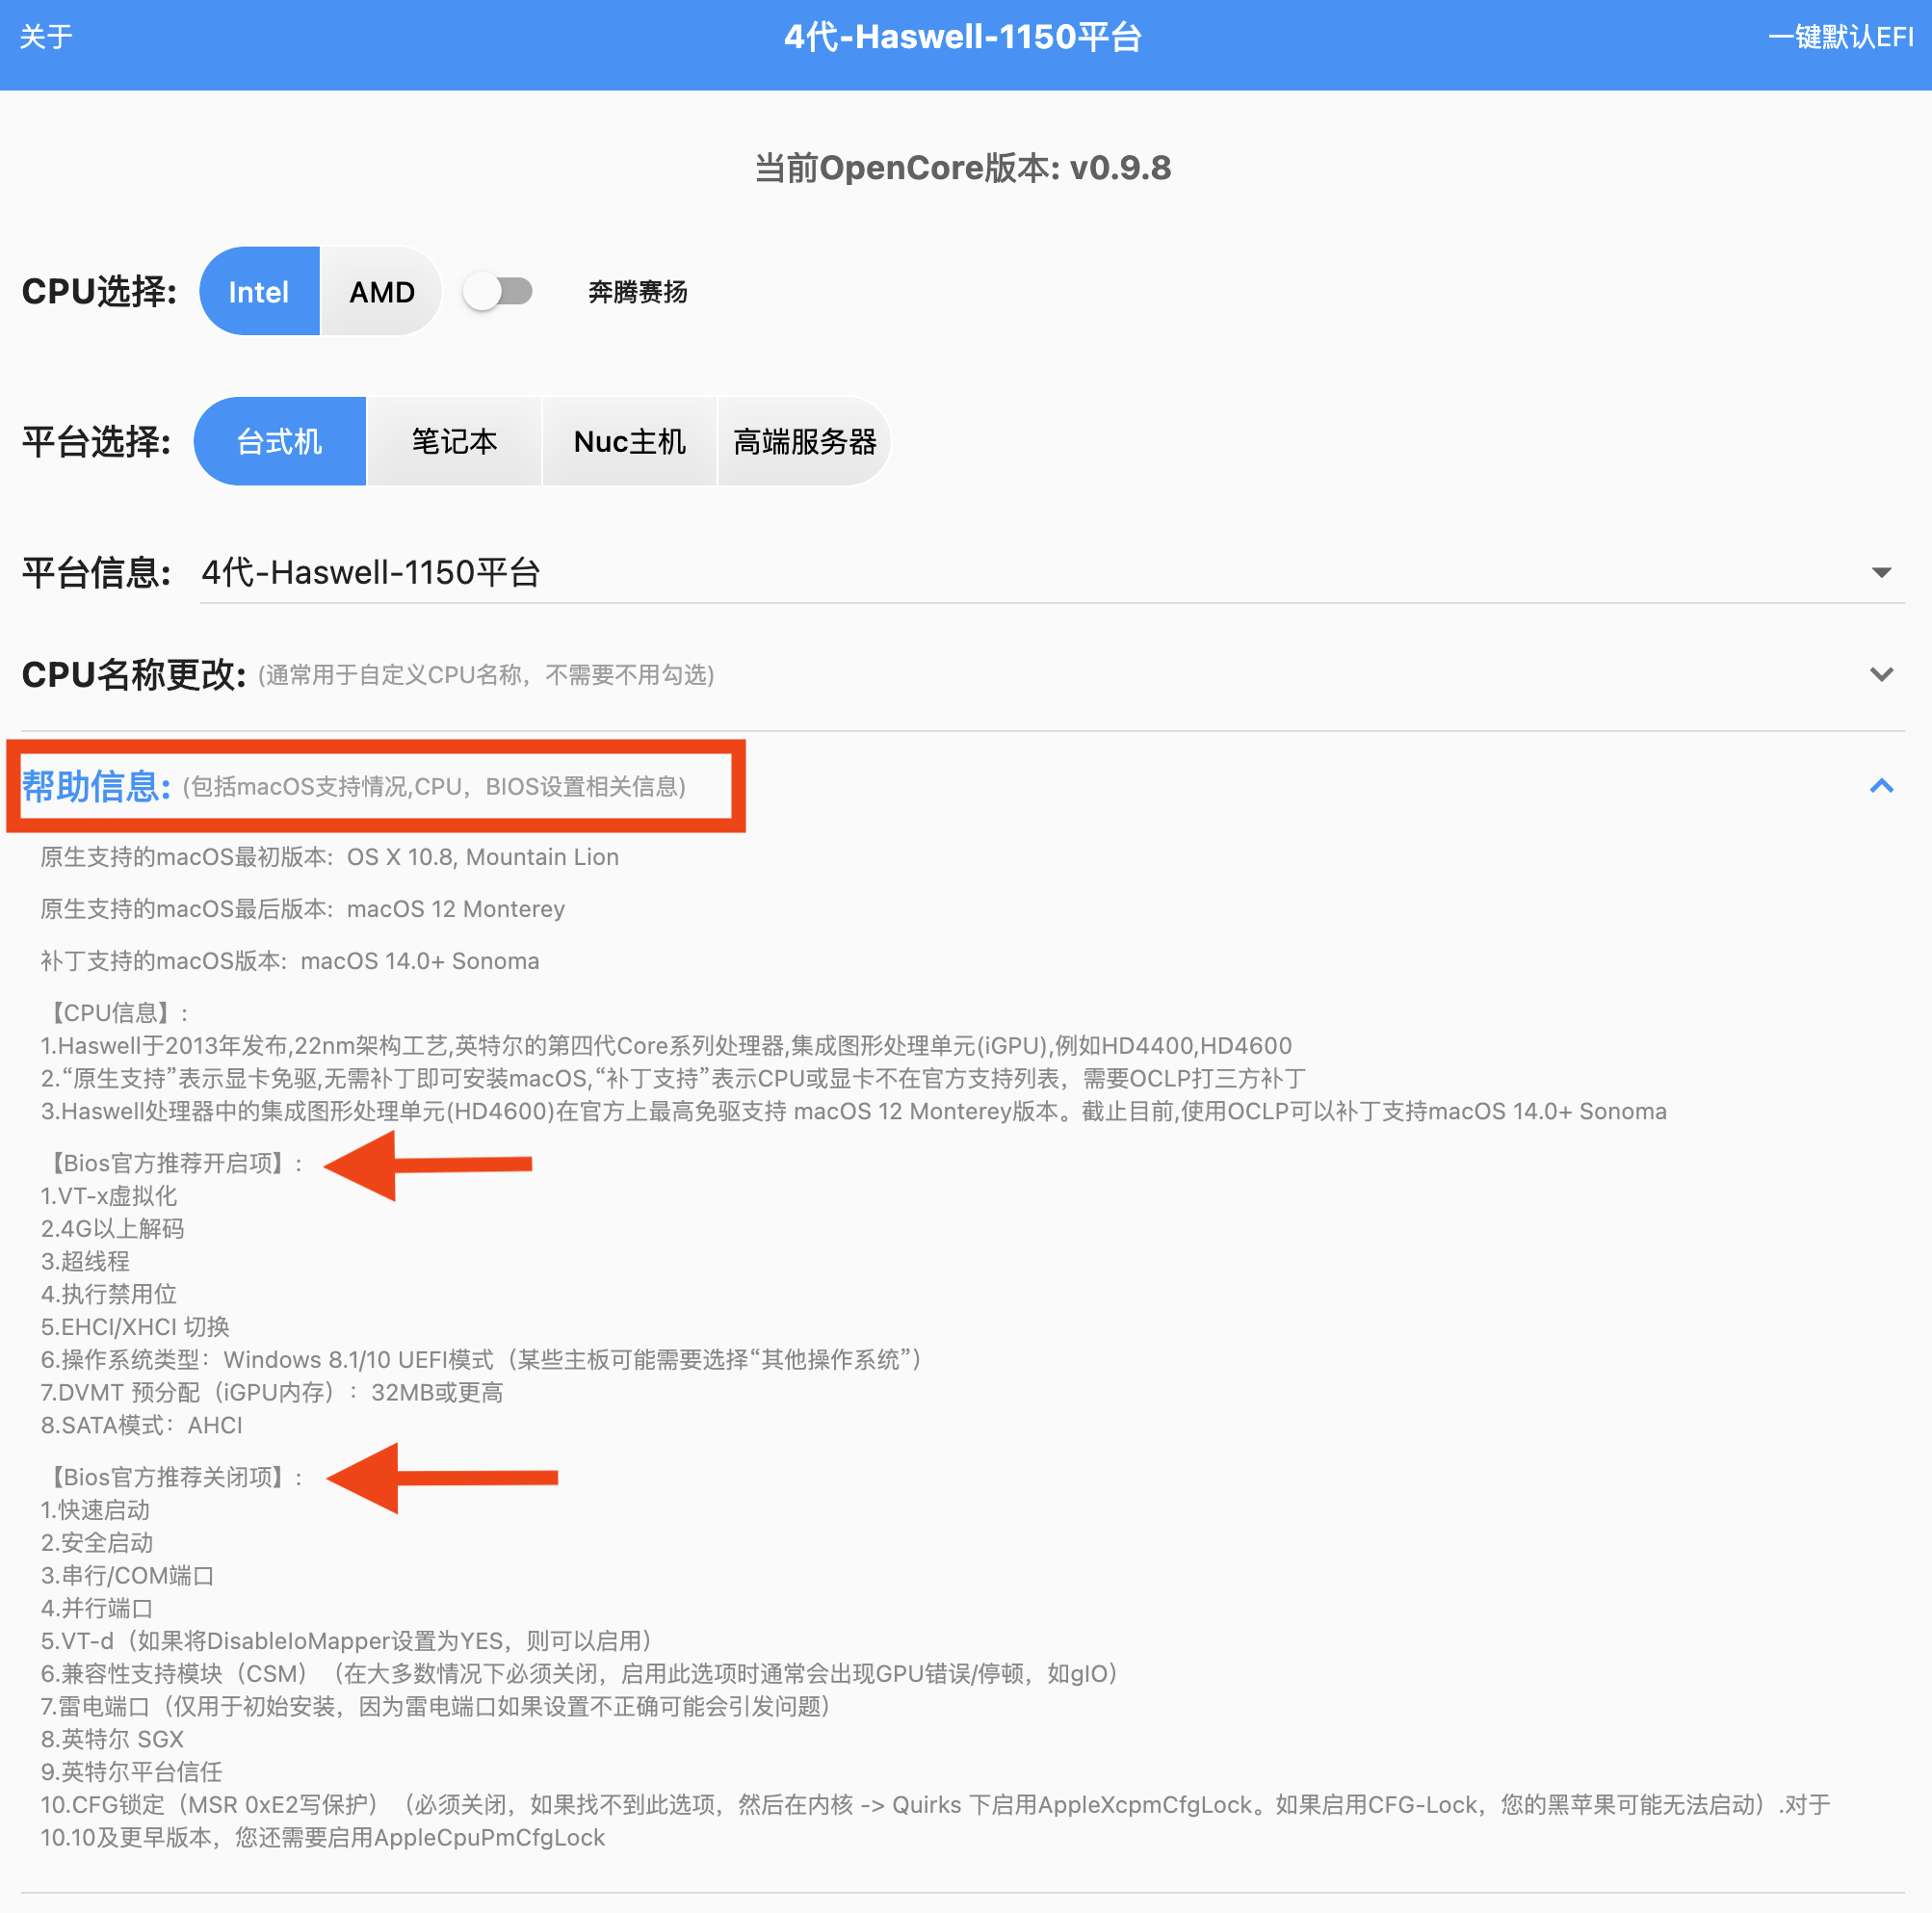 关于
4代-Haswell-1150平台
一键默认EFI
当前OpenCore版本: v0.9.8
CPU选择:
Intel
AMD
奔腾赛扬
平台选择:
台式机
笔记本
Nuc主机
高端服务器
平台信息:
4代-Haswell-1150平台
CPU名称更改: (通常用于自定义CPU名称，不需要不用勾选)
帮助信息: (包括macOS支持情况,CPU，BIOS设置相关信息)
原生支持的macOS最初版本: OS X 10.8, Mountain Lion
原生支持的macOS最后版本: macOS 12 Monterey
补丁支持的macOS版本: macOS 14.0+ Sonoma
【CPU信息】:
1.Haswell于2013年发布,22nm架构工艺,英特尔的第四代Core系列处理器,集成图形处理单元(iGPU),例如HD4400,HD4600
2.“原生支持”表示显卡免驱,无需补丁即可安装macOS,“补丁支持”表示CPU或显卡不在官方支持列表，需要OCLP打三方补丁
3.Haswell处理器中的集成图形处理单元(HD4600)在官方上最高免驱支持 macOS 12 Monterey版本。截止目前,使用OCLP可以补丁支持macOS 14.0+ Sonoma
【Bios官方推荐开启项】:
1.VT-x虚拟化
2.4G以上解码
3.超线程
4.执行禁用位
5.EHCI/XHCI 切换
6.操作系统类型：Windows 8.1/10 UEFI模式（某些主板可能需要选择“其他操作系统”）
7.DVMT 预分配（iGPU内存）：32MB或更高
8.SATA模式：AHCI
【Bios官方推荐关闭项】:
1.快速启动
2.安全启动
3.串行/COM端口
4.并行端口
5.VT-d（如果将DisableIoMapper设置为YES，则可以启用）
6.兼容性支持模块（CSM）（在大多数情况下必须关闭，启用此选项时通常会出现GPU错误/停顿，如gIO）
7.雷电端口（仅用于初始安装，因为雷电端口如果设置不正确可能会引发问题）
8.英特尔 SGX
9.英特尔平台信任
10.CFG锁定（MSR 0xE2写保护）（必须关闭，如果找不到此选项，然后在内核 -> Quirks 下启用AppleXcpmCfgLock。如果启用CFG-Lock，您的黑苹果可能无法启动）.对于
10.10及更早版本，您还需要启用AppleCpuPmCfgLock